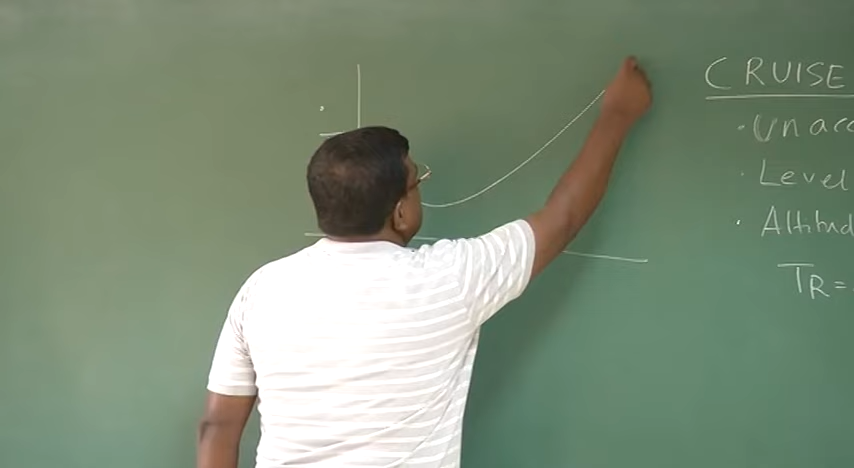 CRUISE
Unacc
Level
Altitud
TR=